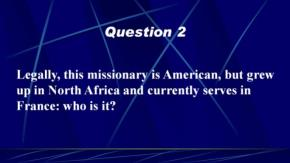 Question 2
Legally, this missionary is American, but grew
up in North Africa and currently serves in
France: who is it?